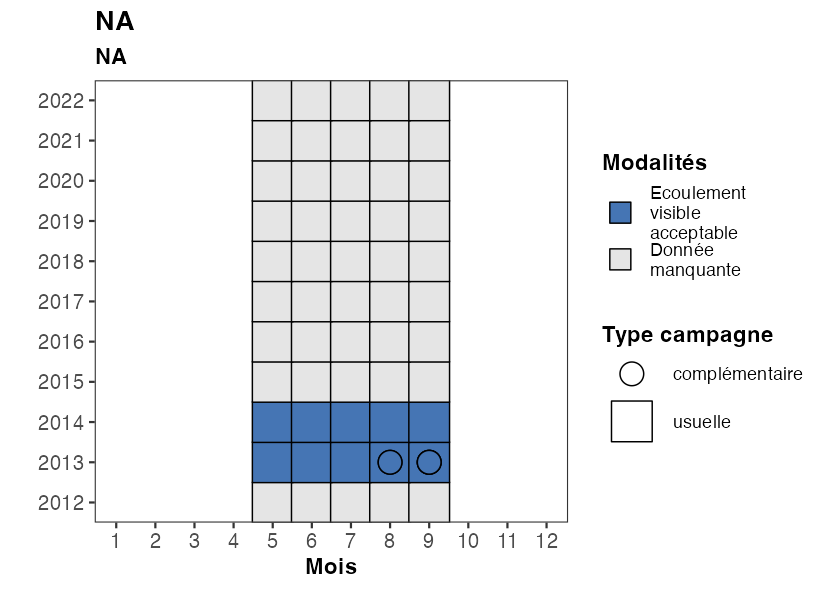 NA
NA
2022
2021
2020
2019
2018
2017
2016
2015
2014
2013
2012
1 2 3 4 5 6 7 8 9 10 11 12
Mois
Modalités
Ecoulement
visible
acceptable
Donnée
manquante
Type campagne
complémentaire
usuelle